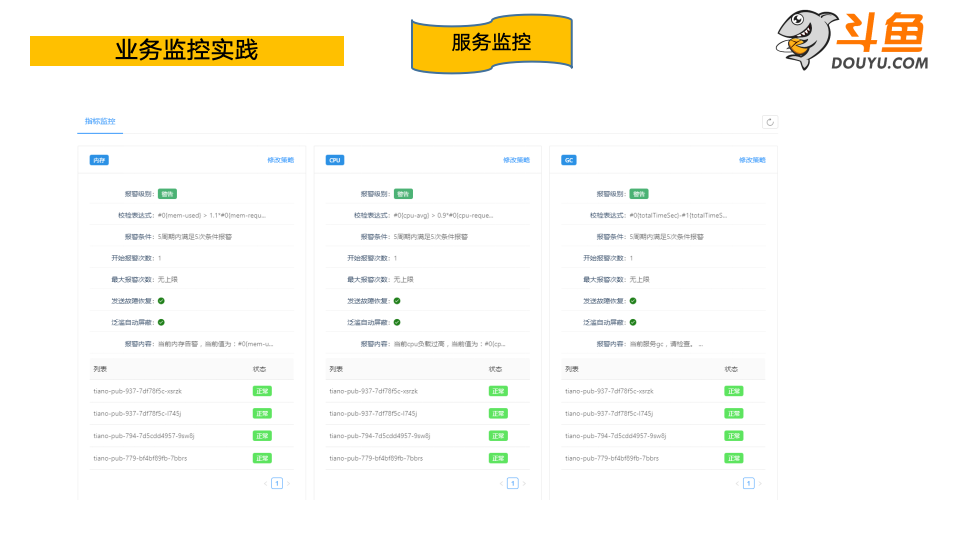 业务监控实践
服务监控
斗鱼
DOUYU.COM
指标监控
内存 修改策略
报警级别: 警告
校检表达式: #0{mem-used} > 1.1*#0{mem-requ...
报警条件: 5周期内满足5次条件报警
开始报警次数: 1
最大报警次数: 无上限
发送故障恢复:
泛滥自动屏蔽:
报警内容: 当前内存告警，当前值为：#0{mem-u...
列表 状态
tiano-pub-937-7df78f5c-xsrzk 正常
tiano-pub-937-7df78f5c-l745j 正常
tiano-pub-794-7d5cdd4957-9sw8j 正常
tiano-pub-779-bf4bf89fb-7bbrs 正常
< 1 >
CPU 修改策略
报警级别: 警告
校检表达式: #0{cpu-avg} > 0.9*#0{cpu-reque...
报警条件: 5周期内满足5次条件报警
开始报警次数: 1
最大报警次数: 无上限
发送故障恢复:
泛滥自动屏蔽:
报警内容: 当前cpu负载过高，当前值为：#0{cp...
列表 状态
tiano-pub-937-7df78f5c-xsrzk 正常
tiano-pub-937-7df78f5c-l745j 正常
tiano-pub-794-7d5cdd4957-9sw8j 正常
tiano-pub-779-bf4bf89fb-7bbrs 正常
< 1 >
GC 修改策略
报警级别: 警告
校检表达式: #0{totalTimeSec}-#1{totalTimeS...
报警条件: 5周期内满足5次条件报警
开始报警次数: 1
最大报警次数: 无上限
发送故障恢复:
泛滥自动屏蔽:
报警内容: 当前服务gc，请检查。 ...
列表 状态
tiano-pub-937-7df78f5c-xsrzk 正常
tiano-pub-937-7df78f5c-l745j 正常
tiano-pub-794-7d5cdd4957-9sw8j 正常
tiano-pub-779-bf4bf89fb-7bbrs 正常
< 1 >